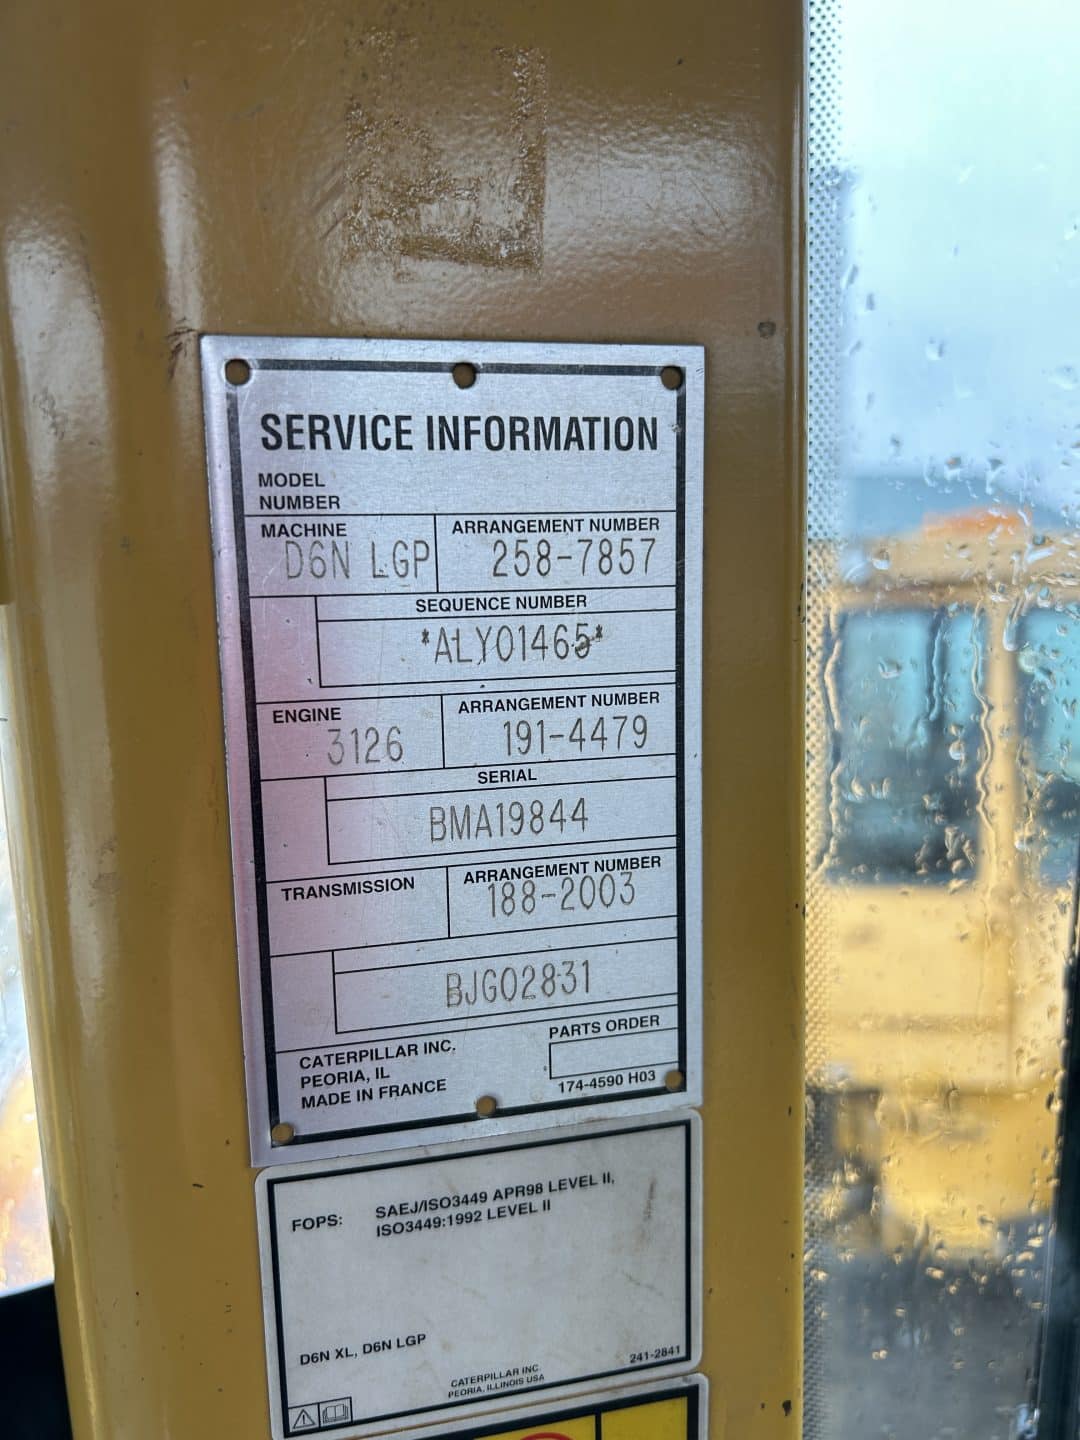 SERVICE INFORMATION
MODEL
NUMBER
MACHINE
D6N LGP
ARRANGEMENT NUMBER
258-7857
SEQUENCE NUMBER
*ALY01465*
ENGINE
3126
ARRANGEMENT NUMBER
191-4479
SERIAL
BMA19844
TRANSMISSION
ARRANGEMENT NUMBER
188-2003
BJG02831
CATERPILLAR INC.
PEORIA, IL
MADE IN FRANCE
PARTS ORDER
174-4590 H03
FOPS: SAEJ/ISO3449 APR98 LEVEL II,
ISO3449:1992 LEVEL II
D6N XL, D6N LGP
CATERPILLAR INC.
PEORIA, ILLINOIS USA
241-2841